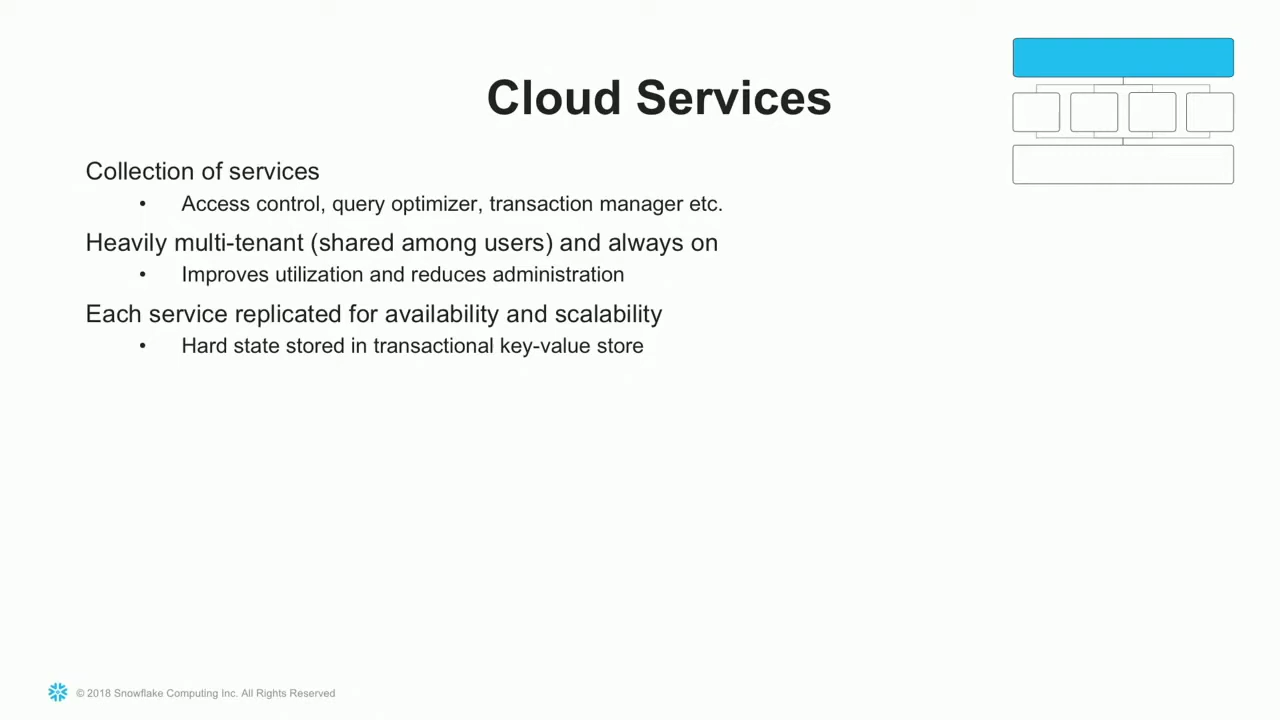 Cloud Services
Collection of services
• Access control, query optimizer, transaction manager etc.
Heavily multi-tenant (shared among users) and always on
• Improves utilization and reduces administration
Each service replicated for availability and scalability
• Hard state stored in transactional key-value store
© 2018 Snowflake Computing Inc. All Rights Reserved